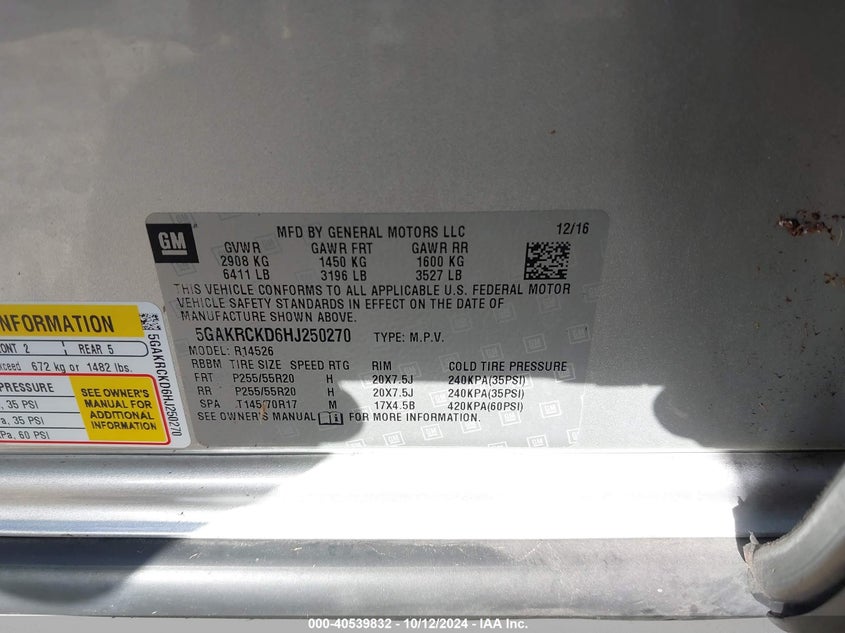 GM
MFD BY GENERAL MOTORS LLC 12/16
GVWR GAWR FRT GAWR RR
2908 KG 1450 KG 1600 KG
6411 LB 3196 LB 3527 LB
THIS VEHICLE CONFORMS TO ALL APPLICABLE U.S. FEDERAL MOTOR
VEHICLE SAFETY STANDARDS IN EFFECT ON THE DATE OF
MANUFACTURE SHOWN ABOVE.
5GAKRCKD6HJ250270 TYPE: M.P.V.
MODEL: R14526
RBBM TIRE SIZE SPEED RTG RIM COLD TIRE PRESSURE
FRT P255/55R20 H 20X7.5J 240KPA(35PSI)
RR P255/55R20 H 20X7.5J 240KPA(35PSI)
SPA T145/70R17 M 17X4.5B 420KPA(60PSI)
SEE OWNER'S MANUAL FOR MORE INFORMATION.
NFORMATION
ONT 2 REAR 5
xceed 672 kg or 1482 lbs.
PRESSURE
, 35 PSI
a, 35 PSI
Pa, 60 PSI
SEE OWNER'S
MANUAL FOR
ADDITIONAL
INFORMATION
5GAKRCKD6HJ250270
000-40539832 - 10/12/2024 - IAA Inc.